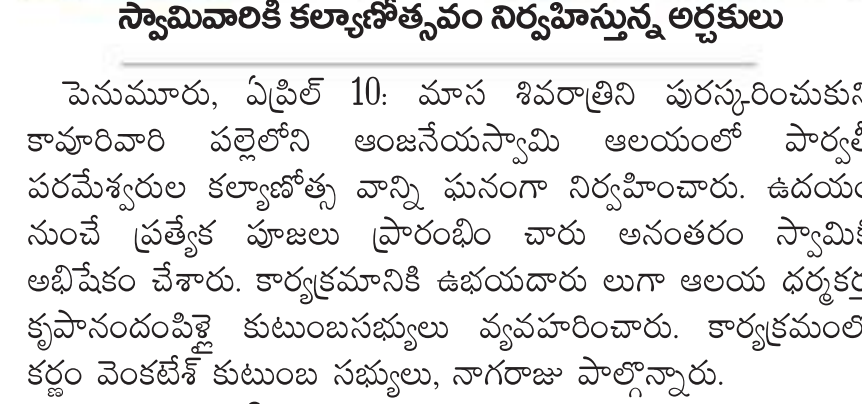 స్వామివారికి కల్యాణోత్సవం నిర్వహిస్తున్న అర్చకులు
పెనుమూరు, ఏప్రిల్ 10: మాస శివరాత్రిని పురస్కరించుకుని
కావూరివారి పల్లెలోని ఆంజనేయస్వామి ఆలయంలో పార్వతీ
పరమేశ్వరుల కల్యాణోత్స వాన్ని ఘనంగా నిర్వహించారు. ఉదయం
నుంచే ప్రత్యేక పూజలు ప్రారంభిం చారు అనంతరం స్వామికి
అభిషేకం చేశారు. కార్యక్రమానికి ఉభయదారు లుగా ఆలయ ధర్మకర్త
కృపానందంపిళ్లై కుటుంబసభ్యులు వ్యవహరించారు. కార్యక్రమంలో
కర్ణం వెంకటేశ్ కుటుంబ సభ్యులు, నాగరాజు పాల్గొన్నారు.